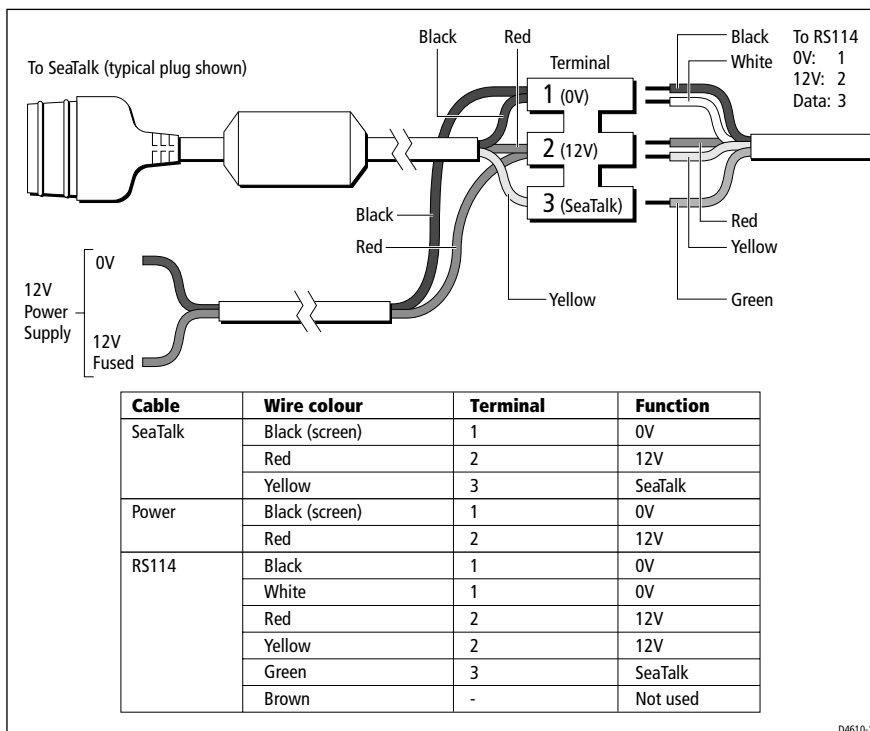 Black
Red
Black
To RS114
White
0V: 1
12V: 2
Data: 3
To SeaTalk (typical plug shown)
Terminal
1 (0V)
2 (12V)
3 (SeaTalk)
Black
Red
Red
Yellow
Yellow
Green
0V
12V
Power
Supply
12V
Fused
Cable Wire colour Terminal Function
SeaTalk Black (screen) 1 0V
Red 2 12V
Yellow 3 SeaTalk
Power Black (screen) 1 0V
Red 2 12V
RS114 Black 1 0V
White 1 0V
Red 2 12V
Yellow 2 12V
Green 3 SeaTalk
Brown - Not used